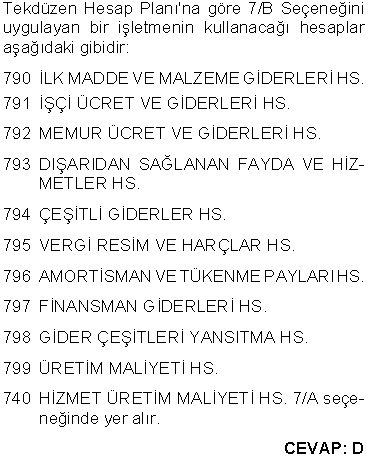 Tekdüzen Hesap Planı'na göre 7/B Seçeneğini
uygulayan bir işletmenin kullanacağı hesaplar
aşağıdaki gibidir:
790 İLK MADDE VE MALZEME GİDERLERİ HS.
791 İŞÇİ ÜCRET VE GİDERLERİ HS.
792 MEMUR ÜCRET VE GİDERLERİ HS.
793 DIŞARIDAN SAĞLANAN FAYDA VE HİZ-
METLER HS.
794 ÇEŞİTLİ GİDERLER HS.
795 VERGİ RESİM VE HARÇLAR HS.
796 AMORTİSMAN VE TÜKENME PAYLARI HS.
797 FİNANSMAN GİDERLERİ HS.
798 GİDER ÇEŞİTLERİ YANSITMA HS.
799 ÜRETİM MALİYETİ HS.
740 HİZMET ÜRETİM MALİYETİ HS. 7/A seçe-
neğinde yer alır.
CEVAP: D